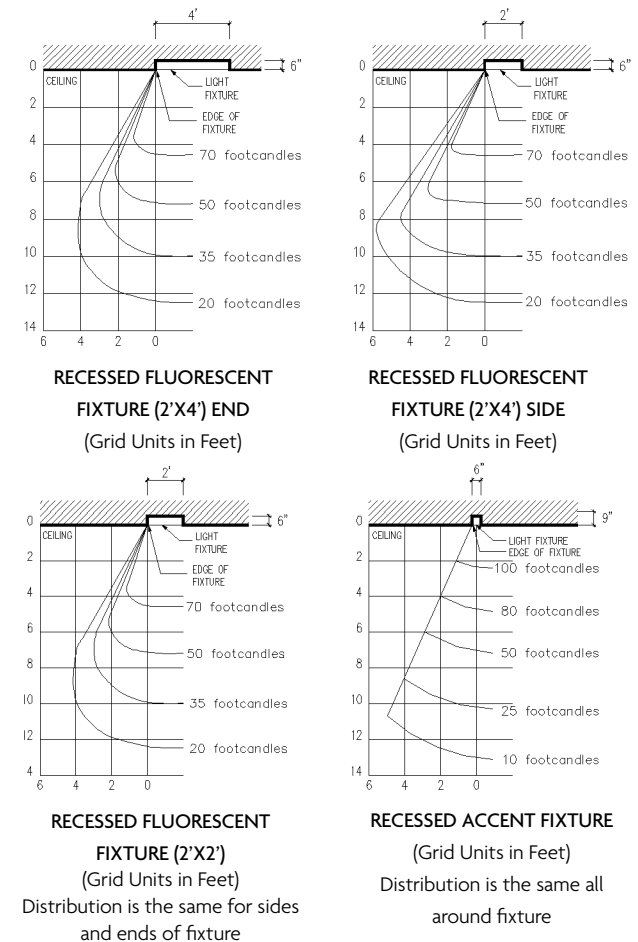 4'
0
6"
CEILING
LIGHT
FIXTURE
2
EDGE OF
FIXTURE
4
70 footcandles
6
50 footcandles
8
10
35 footcandles
12
20 footcandles
14
6 4 2 0
RECESSED FLUORESCENT
FIXTURE (2'X4') END
(Grid Units in Feet)
2'
0
6"
CEILING
LIGHT
FIXTURE
2
EDGE OF
FIXTURE
4
70 footcandles
6
50 footcandles
8
10
35 footcandles
12
20 footcandles
14
6 4 2 0
RECESSED FLUORESCENT
FIXTURE (2'X4') SIDE
(Grid Units in Feet)
2'
0
6"
CEILING
LIGHT
FIXTURE
2
EDGE OF
FIXTURE
4
70 footcandles
6
50 footcandles
8
10
35 footcandles
12
20 footcandles
4
6 4 2 0
RECESSED FLUORESCENT
FIXTURE (2'X2')
(Grid Units in Feet)
Distribution is the same for sides
and ends of fixture
6"
0
9"
CEILING
LIGHT FIXTURE
EDGE OF FIXTURE
2
100 footcandles
4
80 footcandles
6
50 footcandles
8
10
25 footcandles
12
10 footcandles
14
6 4 2 0
RECESSED ACCENT FIXTURE
(Grid Units in Feet)
Distribution is the same all
around fixture